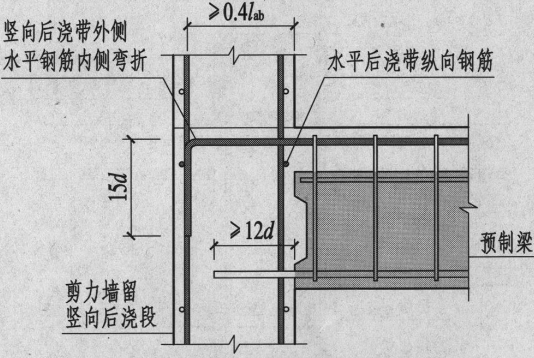 ≥0.4lab
竖向后浇带外侧
水平钢筋内侧弯折
水平后浇带纵向钢筋
15d
≥12d
预制梁
剪力墙留
竖向后浇段